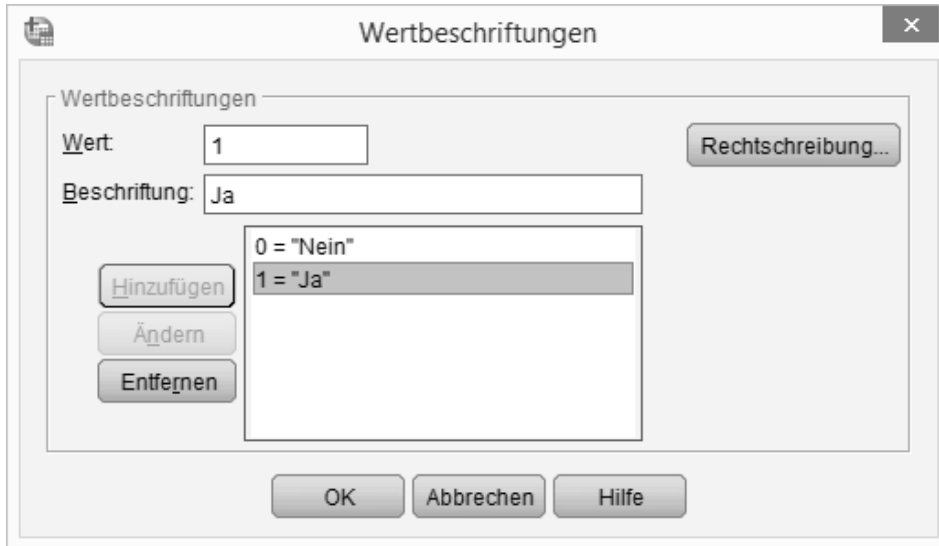 Wertbeschriftungen
Wertbeschriftungen
Wert: 1
Rechtschreibung...
Beschriftung: Ja
0 = "Nein"
1 = "Ja"
Hinzufügen
Ändern
Entfernen
OK Abbrechen Hilfe